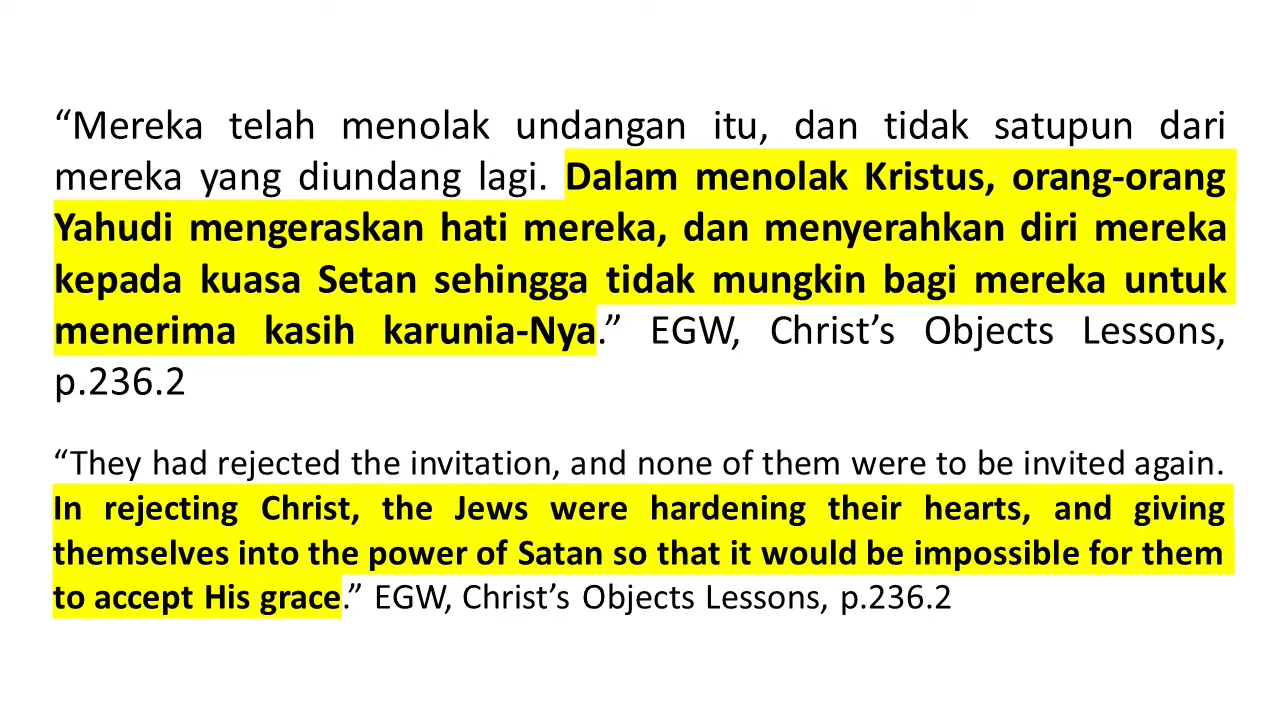 “Mereka telah menolak undangan itu, dan tidak satupun dari
mereka yang diundang lagi. Dalam menolak Kristus, orang-orang
Yahudi mengeraskan hati mereka, dan menyerahkan diri mereka
kepada kuasa Setan sehingga tidak mungkin bagi mereka untuk
menerima kasih karunia-Nya.” EGW, Christ’s Objects Lessons,
p.236.2
“They had rejected the invitation, and none of them were to be invited again.
In rejecting Christ, the Jews were hardening their hearts, and giving
themselves into the power of Satan so that it would be impossible for them
to accept His grace.” EGW, Christ’s Objects Lessons, p.236.2